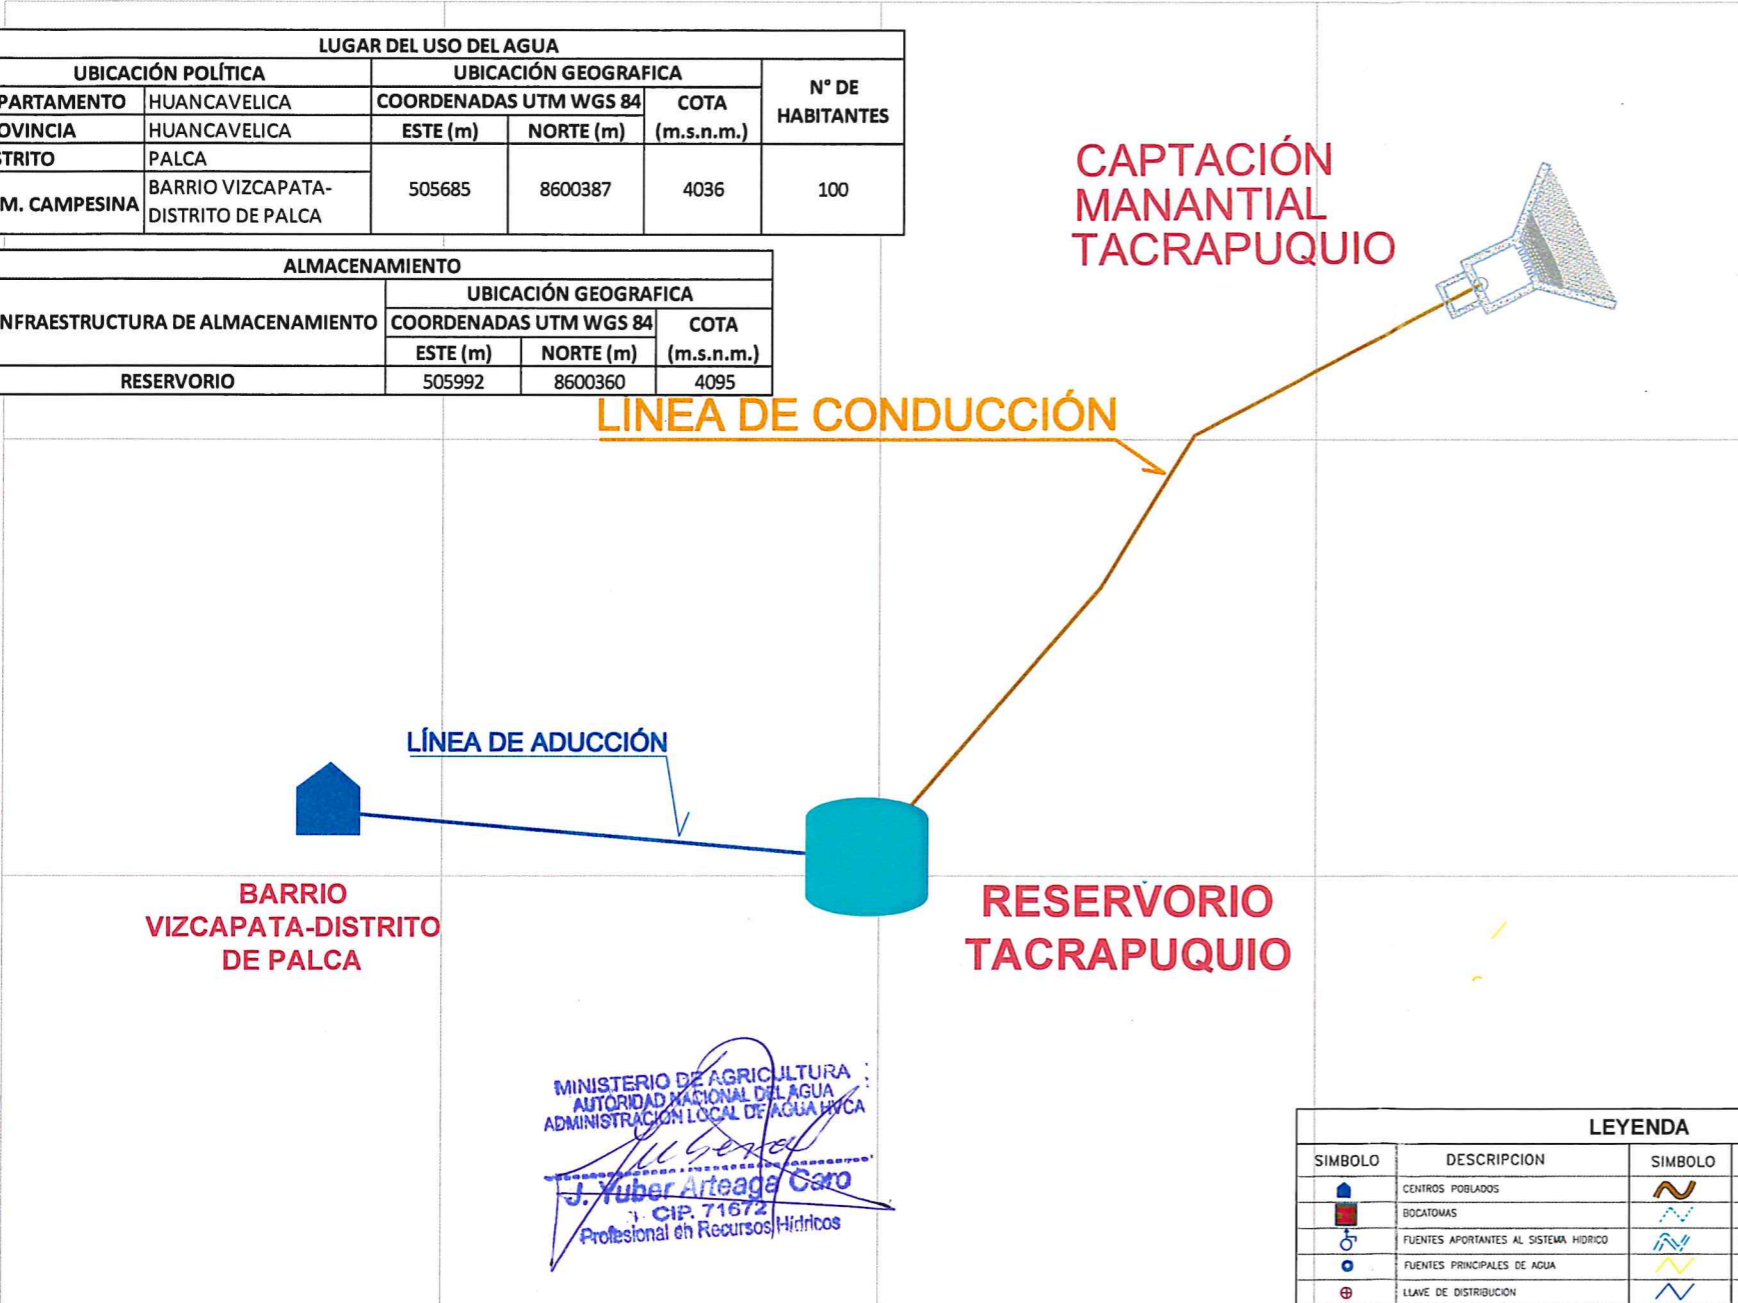 LUGAR DEL USO DEL AGUA
UBICACIÓN POLÍTICA UBICACIÓN GEOGRAFICA N° DE HABITANTES
PARTAMENTO HUANCAVELICA COORDENADAS UTM WGS 84 COTA (m.s.n.m.)
OVINCIA HUANCAVELICA ESTE (m) NORTE (m)
STRITO PALCA
M. CAMPESINA BARRIO VIZCAPATA-DISTRITO DE PALCA 505685 8600387 4036 100
ALMACENAMIENTO
NFRAESTRUCTURA DE ALMACENAMIENTO UBICACIÓN GEOGRAFICA
COORDENADAS UTM WGS 84 COTA (m.s.n.m.)
ESTE (m) NORTE (m)
RESERVORIO 505992 8600360 4095
CAPTACIÓN
MANANTIAL
TACRAPUQUIO
LÍNEA DE CONDUCCIÓN
LÍNEA DE ADUCCIÓN
BARRIO
VIZCAPATA-DISTRITO
DE PALCA
RESERVORIO
TACRAPUQUIO
MINISTERIO DE AGRICULTURA
AUTORIDAD NACIONAL DEL AGUA
ADMINISTRACIÓN LOCAL DE AGUA HVCA
J. Yuber Arteaga Caro
CIP. 71672
Profesional en Recursos Hídricos
LEYENDA
SIMBOLO DESCRIPCION SIMBOLO
CENTROS POBLADOS
BOCATOMAS
FUENTES APORTANTES AL SISTEMA HIDRICO
FUENTES PRINCIPALES DE AGUA
LLAVE DE DISTRIBUCION